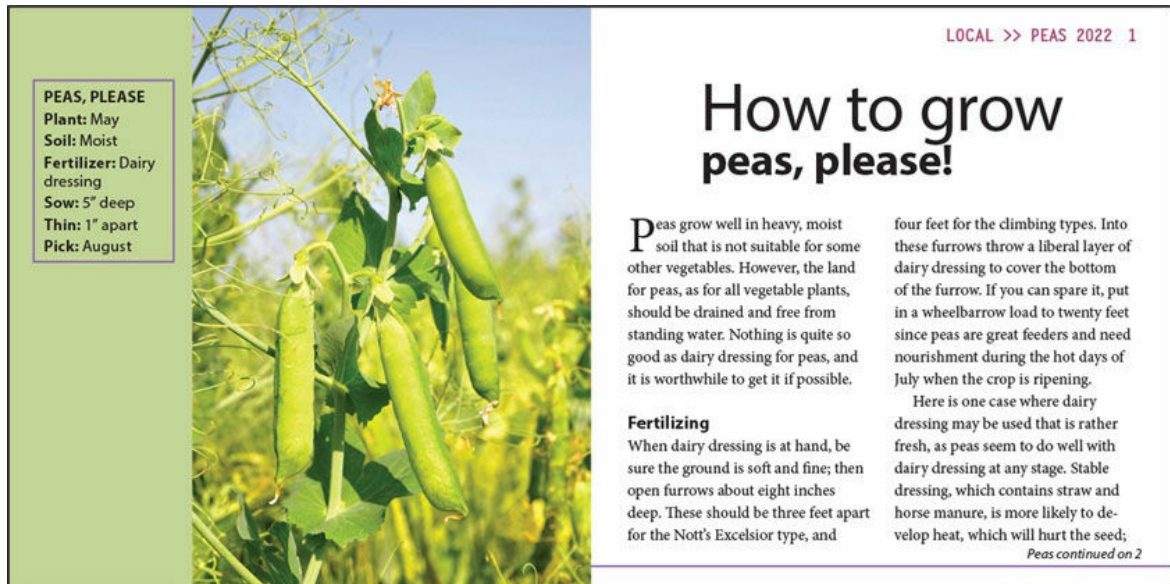 PEAS, PLEASE
Plant: May
Soil: Moist
Fertilizer: Dairy
dressing
Sow: 5” deep
Thin: 1” apart
Pick: August
LOCAL >> PEAS 2022 1
How to grow
peas, please!
Peas grow well in heavy, moist
soil that is not suitable for some
other vegetables. However, the land
for peas, as for all vegetable plants,
should be drained and free from
standing water. Nothing is quite so
good as dairy dressing for peas, and
it is worthwhile to get it if possible.
Fertilizing
When dairy dressing is at hand, be
sure the ground is soft and fine; then
open furrows about eight inches
deep. These should be three feet apart
for the Nott’s Excelsior type, and
four feet for the climbing types. Into
these furrows throw a liberal layer of
dairy dressing to cover the bottom
of the furrow. If you can spare it, put
in a wheelbarrow load to twenty feet
since peas are great feeders and need
nourishment during the hot days of
July when the crop is ripening.
Here is one case where dairy
dressing may be used that is rather
fresh, as peas seem to do well with
dairy dressing at any stage. Stable
dressing, which contains straw and
horse manure, is more likely to de-
velop heat, which will hurt the seed;
Peas continued on 2